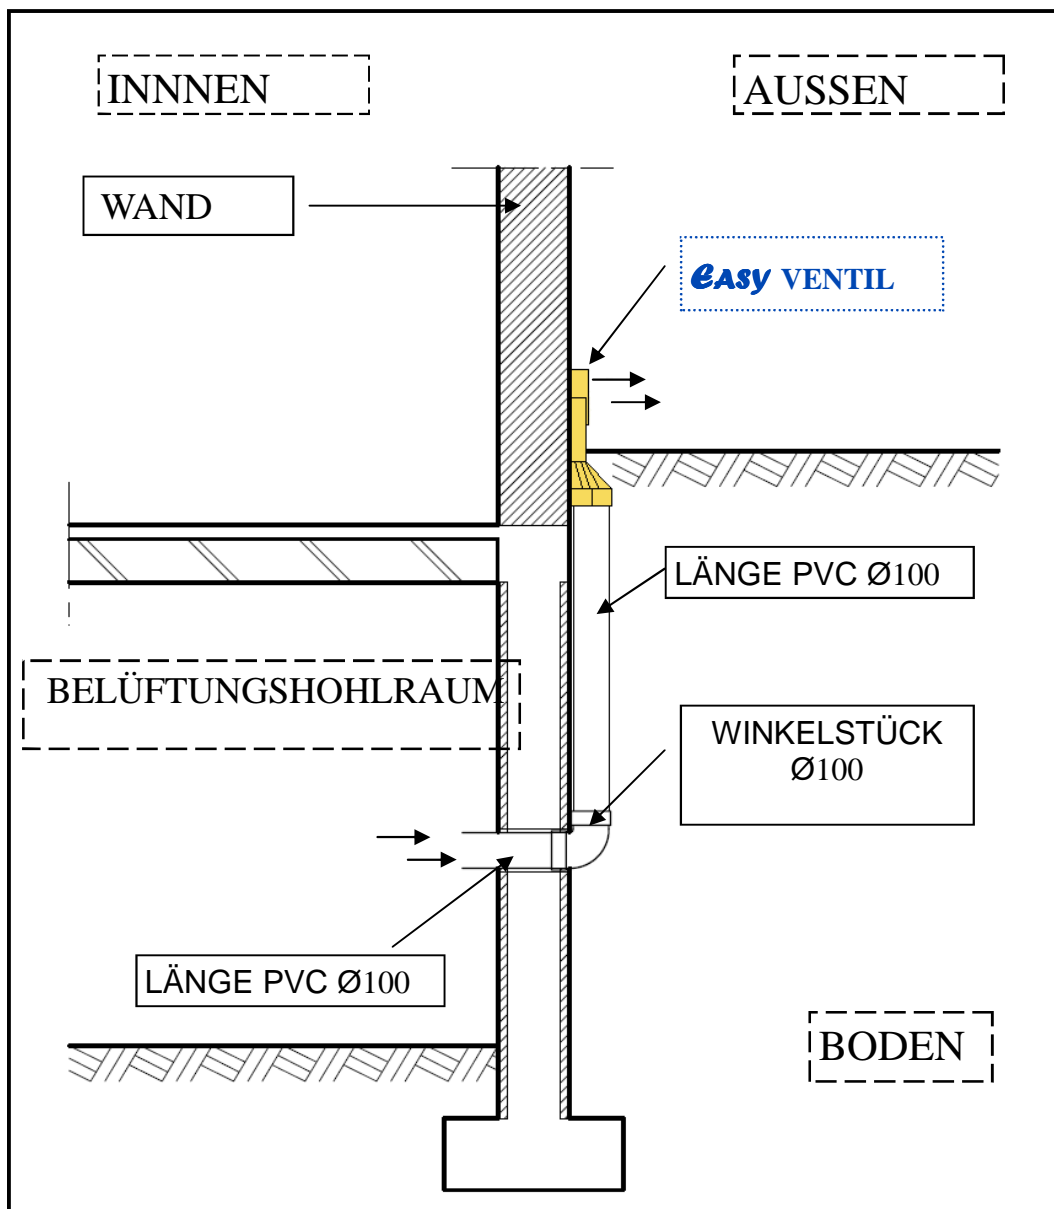 INNNEN
AUSSEN
WAND
eASY VENTIL
LÄNGE PVC Ø100
BELÜFTUNGSHOHLRAUM
WINKELSTÜCK
Ø100
LÄNGE PVC Ø100
BODEN